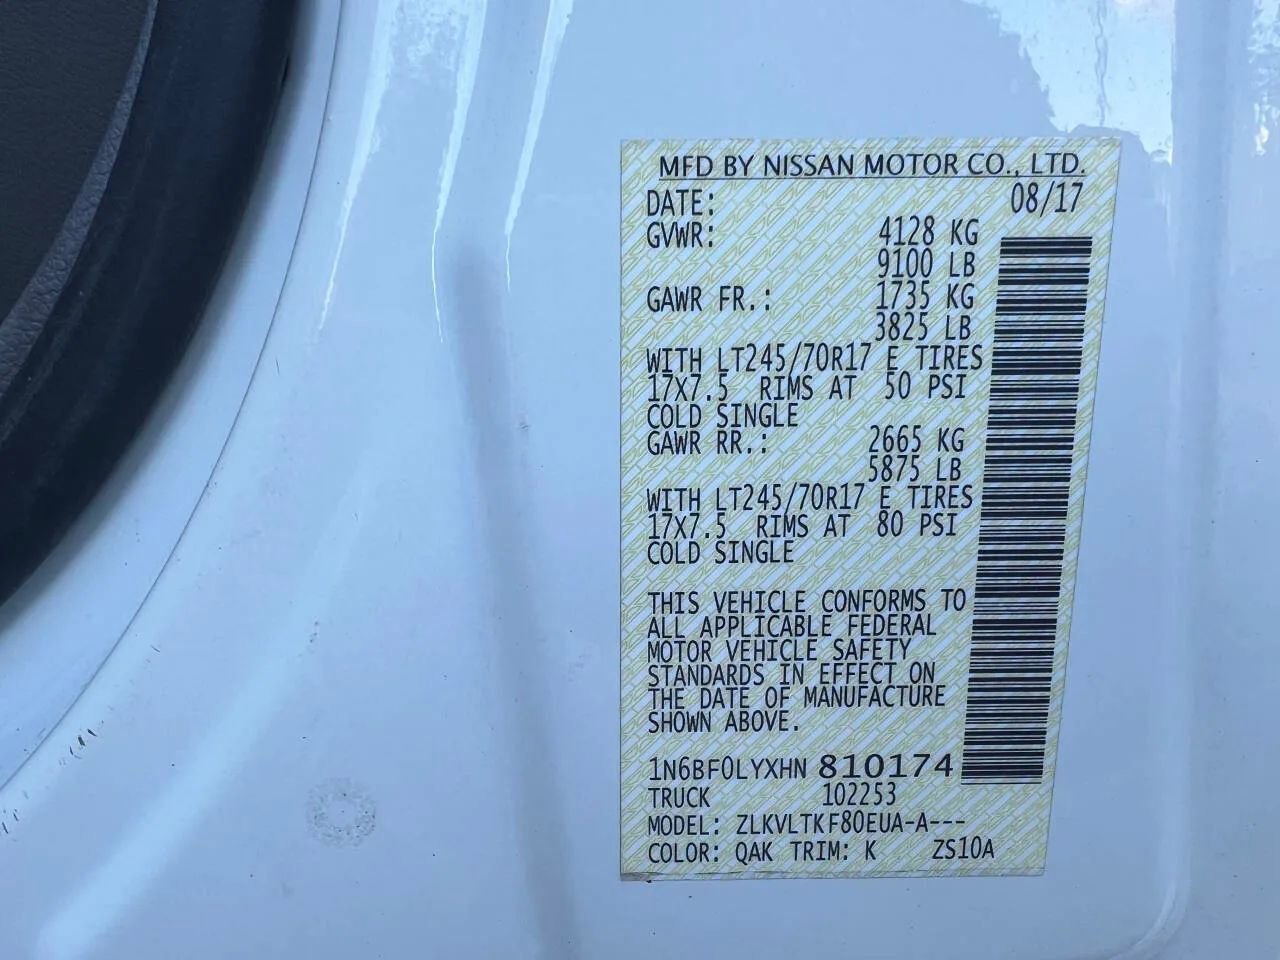 MFD BY NISSAN MOTOR CO., LTD.
DATE: 08/17
GVWR: 4128 KG
9100 LB
GAWR FR.: 1735 KG
3825 LB
WITH LT245/70R17 E TIRES
17X7.5 RIMS AT 50 PSI
COLD SINGLE
GAWR RR.: 2665 KG
5875 LB
WITH LT245/70R17 E TIRES
17X7.5 RIMS AT 80 PSI
COLD SINGLE
THIS VEHICLE CONFORMS TO
ALL APPLICABLE FEDERAL
MOTOR VEHICLE SAFETY
STANDARDS IN EFFECT ON
THE DATE OF MANUFACTURE
SHOWN ABOVE.
1N6BF0LYXHN 810174
TRUCK 102253
MODEL: ZLKVLTKF80EUA-A---
COLOR: QAK TRIM: K ZS10A